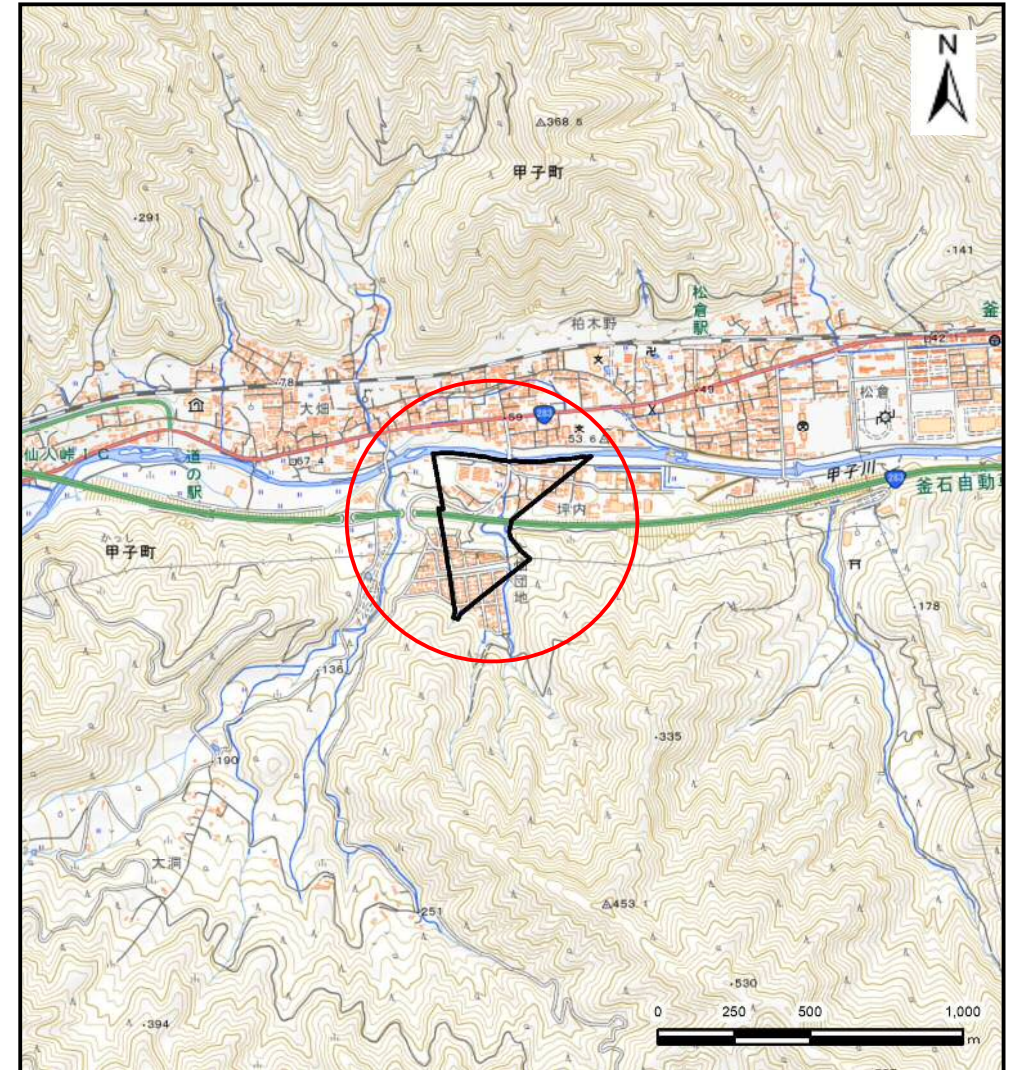 N
△368.5
甲子町
・291
・141
松倉駅
釜
柏木野
・42
・78
大畑
・49
松倉
・59
283
53.6
仙人峠IC
道の駅
67.4
甲子川
283
釜石自動車
坪内
かっし
甲子町
団地
・178
・136
・335
・190
大洞
△453.1
・251
・530
0 250 500 1,000
m
・394